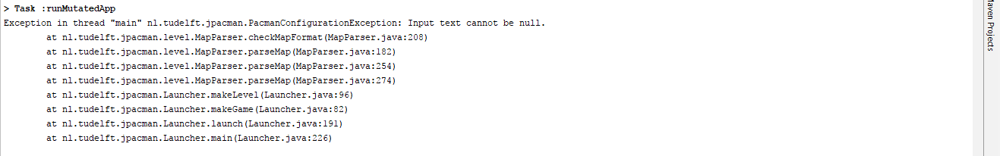 > Task :runMutatedApp
Exception in thread "main" nl.tudelft.jpacman.PacmanConfigurationException: Input text cannot be null.
at nl.tudelft.jpacman.level.MapParser.checkMapFormat(MapParser.java:208)
at nl.tudelft.jpacman.level.MapParser.parseMap(MapParser.java:182)
at nl.tudelft.jpacman.level.MapParser.parseMap(MapParser.java:254)
at nl.tudelft.jpacman.level.MapParser.parseMap(MapParser.java:274)
at nl.tudelft.jpacman.Launcher.makeLevel(Launcher.java:96)
at nl.tudelft.jpacman.Launcher.makeGame(Launcher.java:82)
at nl.tudelft.jpacman.Launcher.launch(Launcher.java:191)
at nl.tudelft.jpacman.Launcher.main(Launcher.java:226)
Maven Projects